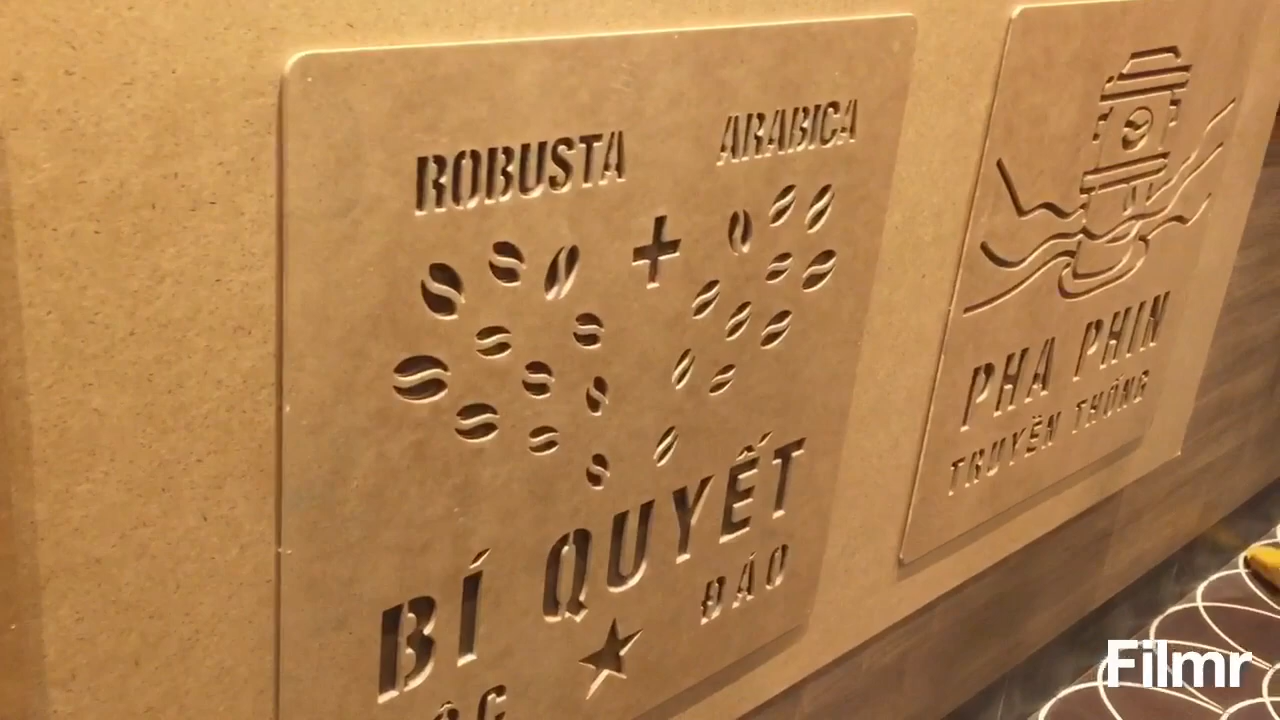 ROBUSTA
ARABICA
+
BÍ QUYẾT
ĐÁO
PHA PHIN
TRUYỀN THỐNG
Filmr